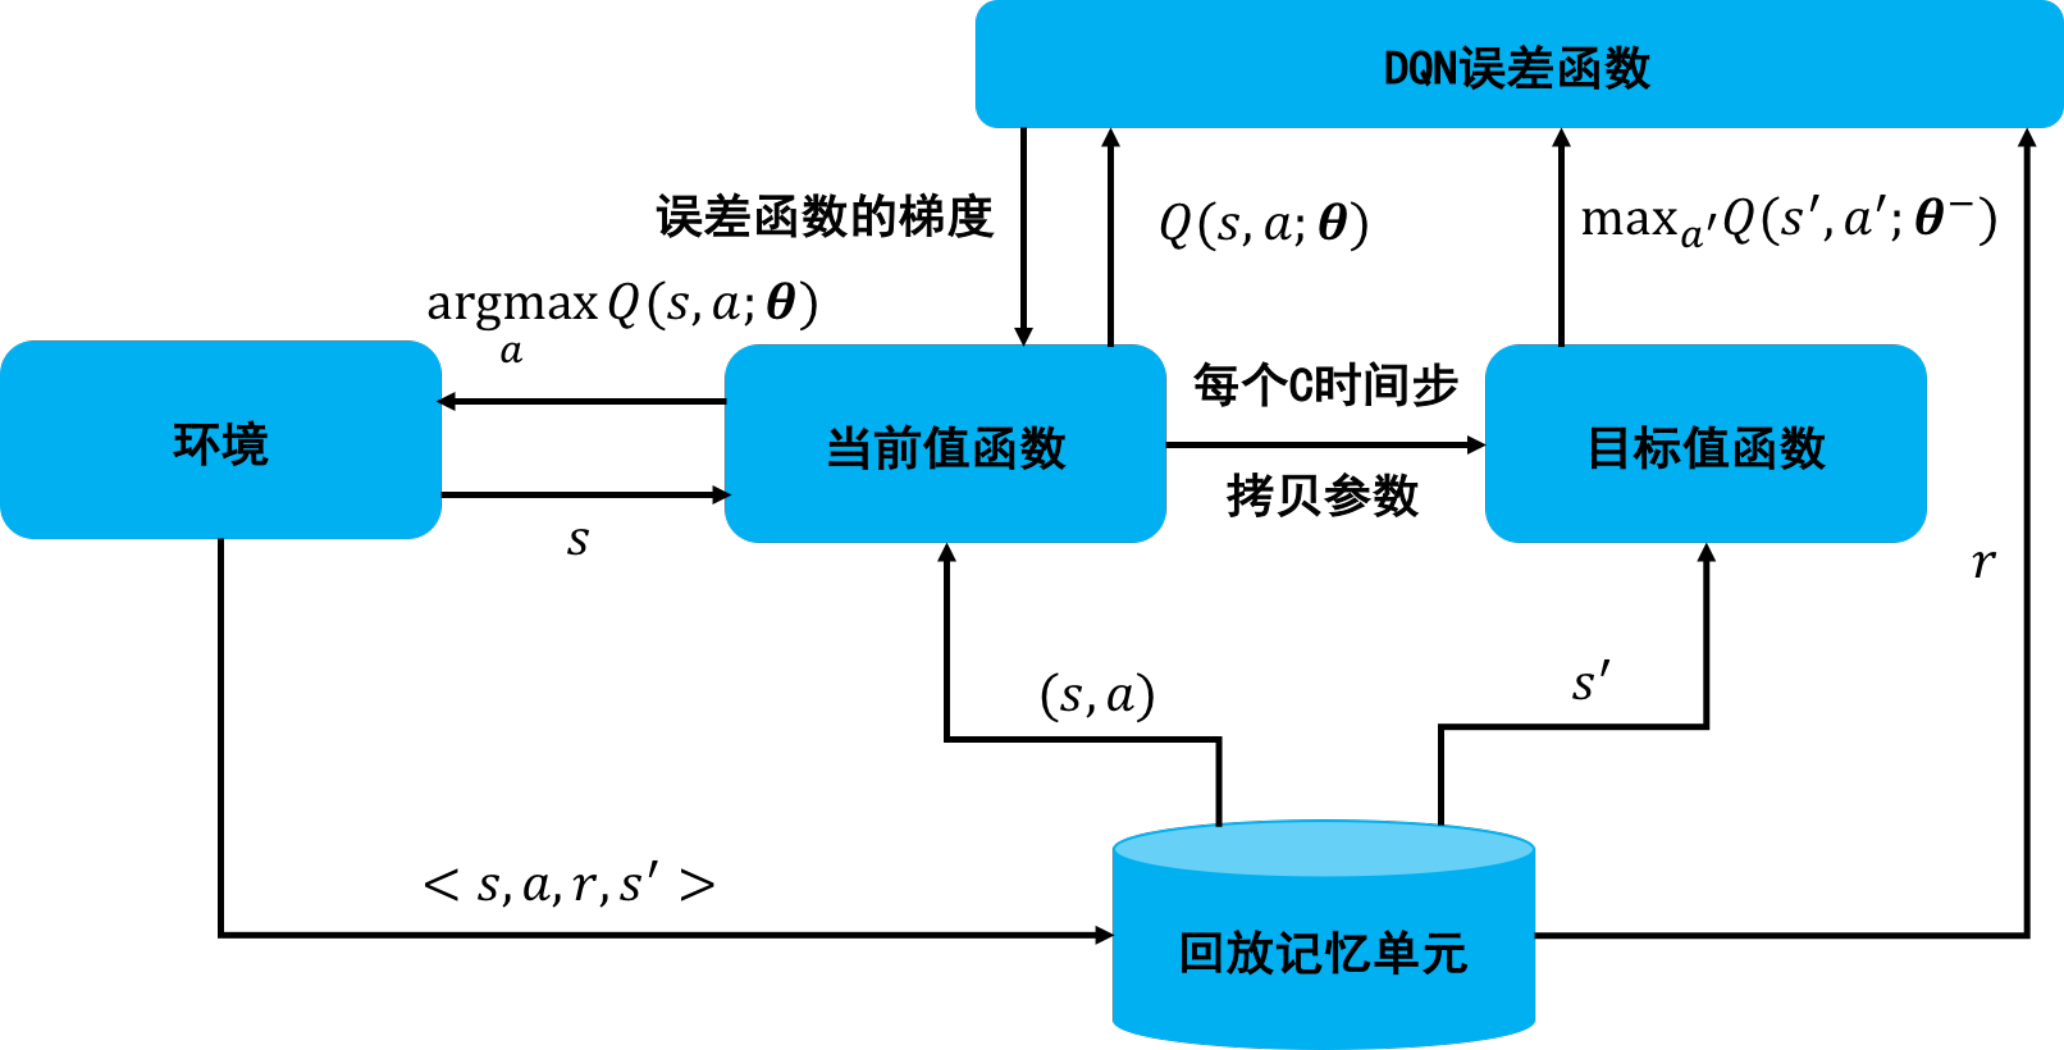 DQN误差函数
误差函数的梯度
Q(s, a; θ)
max_{a′}Q(s′, a′; θ⁻)
argmax Q(s, a; θ)
a
每个C时间步
环境
当前值函数
目标值函数
拷贝参数
s
r
(s, a)
s′
< s, a, r, s′ >
回放记忆单元